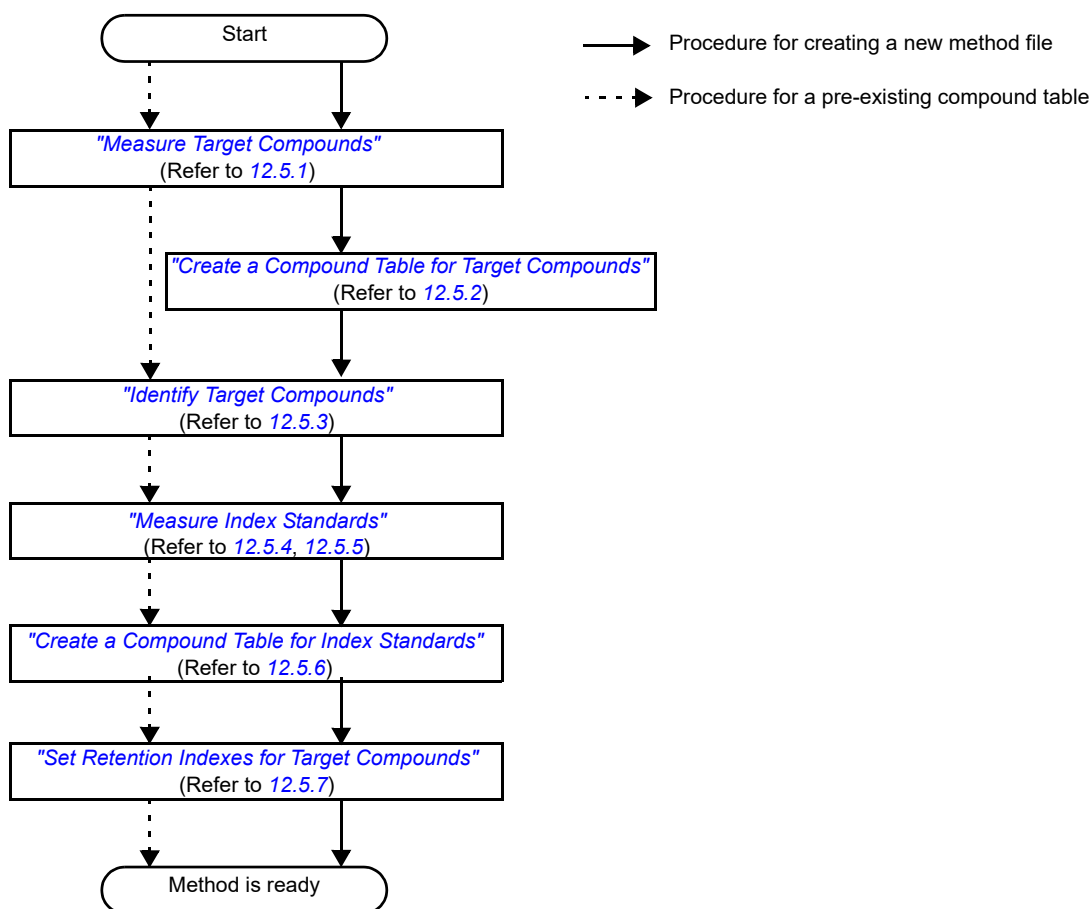 Start
Procedure for creating a new method file
Procedure for a pre-existing compound table
"Measure Target Compounds"
(Refer to 12.5.1)
"Create a Compound Table for Target Compounds"
(Refer to 12.5.2)
"Identify Target Compounds"
(Refer to 12.5.3)
"Measure Index Standards"
(Refer to 12.5.4, 12.5.5)
"Create a Compound Table for Index Standards"
(Refer to 12.5.6)
"Set Retention Indexes for Target Compounds"
(Refer to 12.5.7)
Method is ready